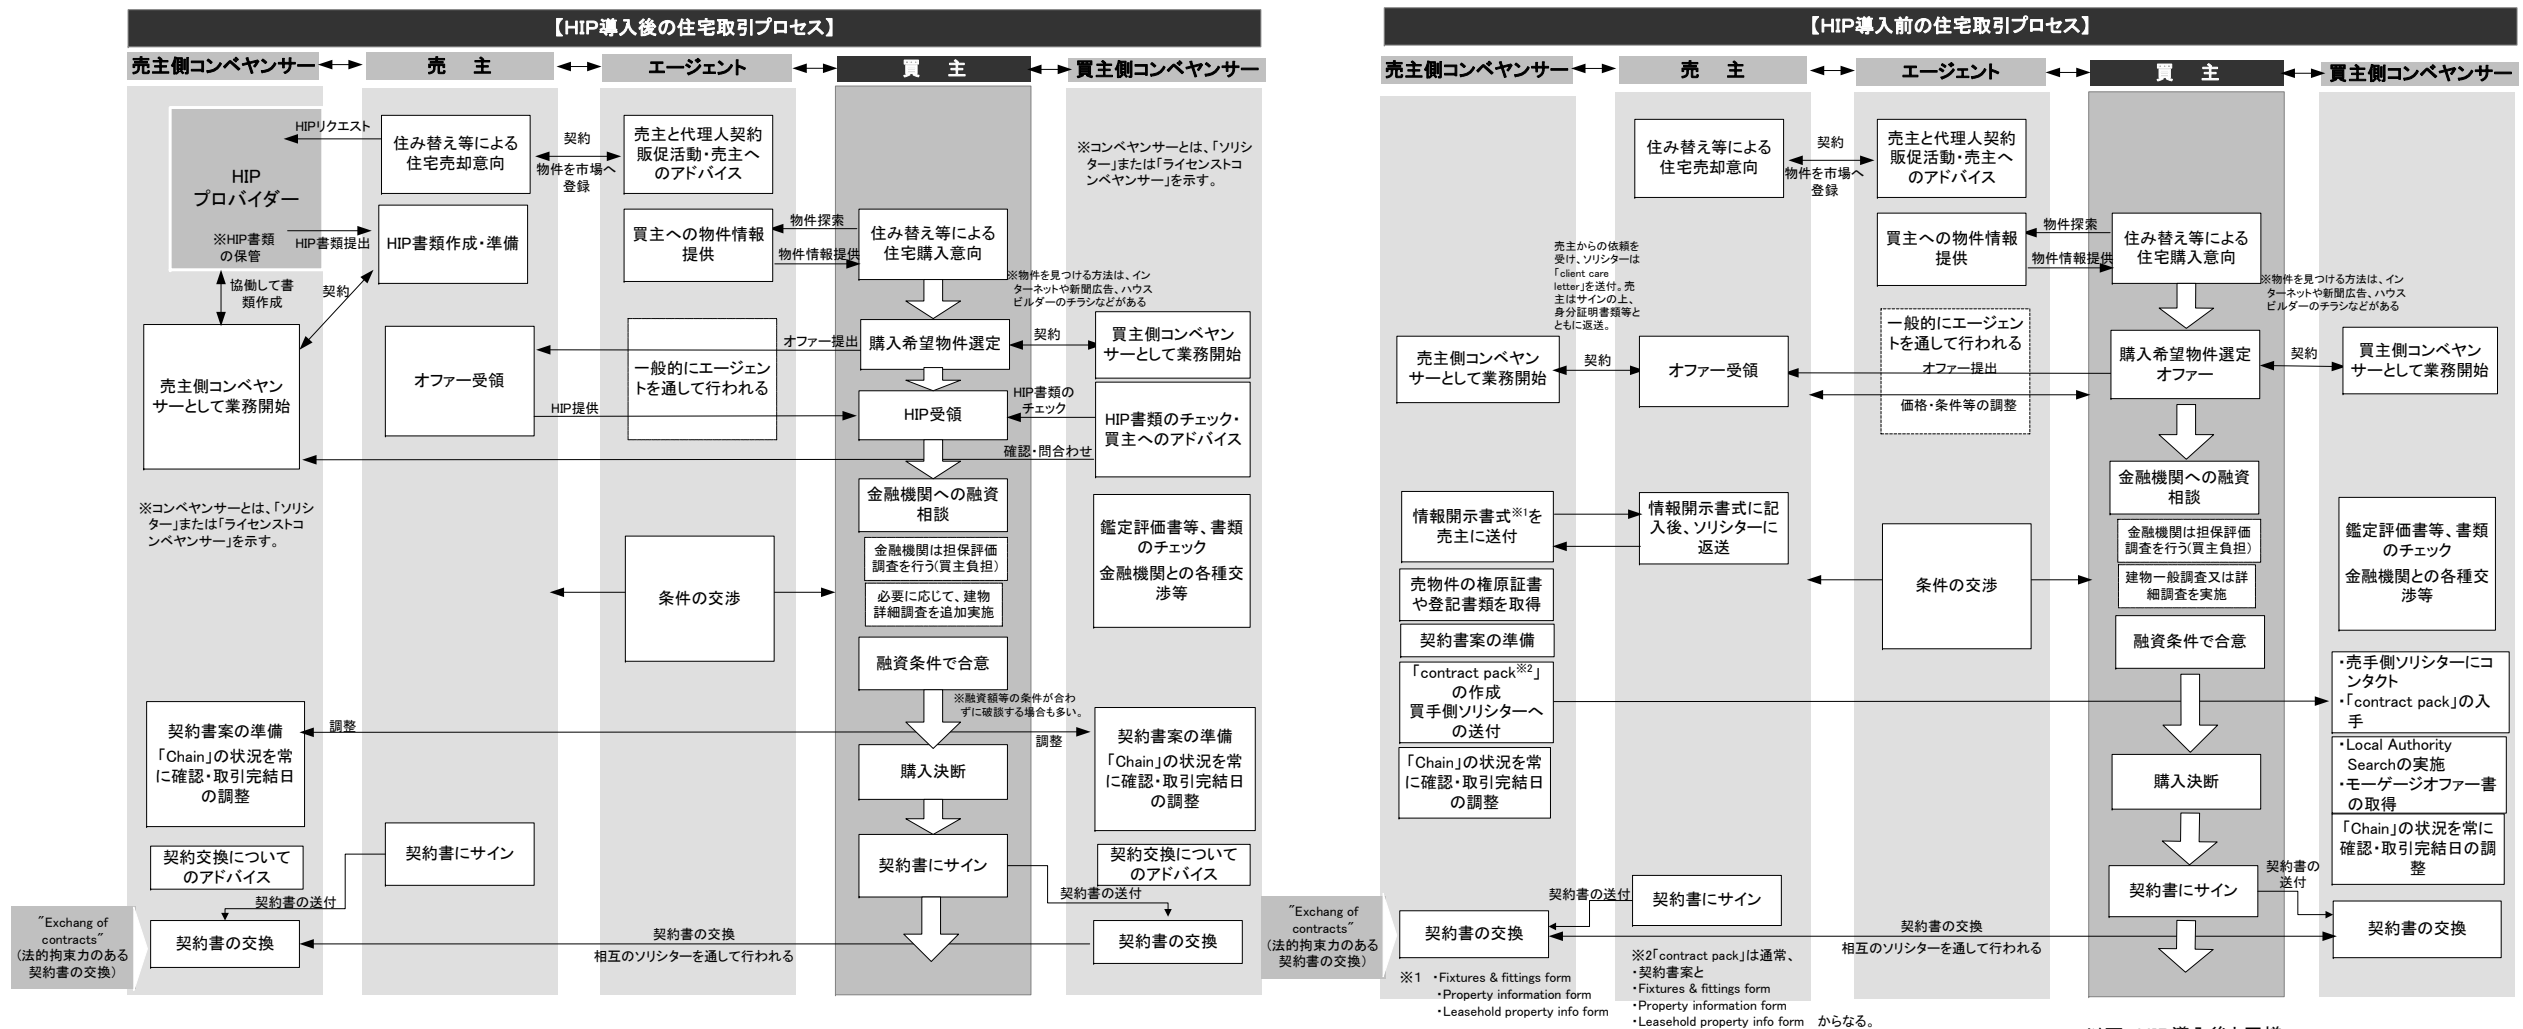 【HIP導入後の住宅取引プロセス】
売主側コンベヤンサー
売 主
エージェント
買 主
買主側コンベヤンサー
HIPリクエスト
HIP
プロバイダー
※HIP書類
の保管
HIP書類提出
協働して書
類作成
契約
売主側コンベヤン
サーとして業務開始
※コンベヤンサーとは、「ソリシ
ター」または「ライセンストコ
ンベヤンサー」を示す。
契約書案の準備
「Chain」の状況を常
に確認・取引完結日
の調整
契約交換について
のアドバイス
契約書の送付
契約書の交換
"Exchang of
contracts"
(法的拘束力のある
契約書の交換)
住み替え等による
住宅売却意向
契約
物件を市場へ
登録
HIP書類作成・準備
オファー受領
HIP提供
調整
契約書にサイン
売主と代理人契約
販促活動・売主へ
のアドバイス
買主への物件情報
提供
物件探索
物件情報提供
一般的にエージェン
トを通して行われる
オファー提出
条件の交渉
契約書の交換
相互のソリシターを通して行われる
住み替え等による
住宅購入意向
※物件を見つける方法は、イン
ターネットや新聞広告、ハウス
ビルダーのチラシなどがある
購入希望物件選定
契約
HIP受領
HIP書類の
チェック
確認・問合わせ
金融機関への融資
相談
金融機関は担保評価
調査を行う(買主負担)
必要に応じて、建物
詳細調査を追加実施
融資条件で合意
※融資額等の条件が合わ
ずに破談する場合も多い。
調整
購入決断
契約書にサイン
契約書の送付
※コンベヤンサーとは、「ソリシ
ター」または「ライセンストコ
ンベヤンサー」を示す。
買主側コンベヤン
サーとして業務開始
HIP書類のチェック・
買主へのアドバイス
鑑定評価書等、書類
のチェック
金融機関との各種交
渉等
契約書案の準備
「Chain」の状況を常
に確認・取引完結日
の調整
契約交換について
のアドバイス
契約書の交換
【HIP導入前の住宅取引プロセス】
売主側コンベヤンサー
売 主
エージェント
買 主
買主側コンベヤンサー
売主からの依頼を
受け、ソリシターは
「client care
letter」を送付。売
主はサインの上、
身分証明書類等と
ともに返送。
売主側コンベヤン
サーとして業務開始
契約
情報開示書式※1を
売主に送付
売物件の権原証書
や登記書類を取得
契約書案の準備
「contract pack※2」
の作成
買手側ソリシターへ
の送付
「Chain」の状況を常
に確認・取引完結日
の調整
契約書の送付
契約書の交換
"Exchang of
contracts"
(法的拘束力のある
契約書の交換)
※1 ・Fixtures & fittings form
・Property information form
・Leasehold property info form
住み替え等による
住宅売却意向
契約
物件を市場へ
登録
オファー受領
情報開示書式に記
入後、ソリシターに
返送
契約書にサイン
※2「contract pack」は通常、
・契約書案と
・Fixtures & fittings form
・Property information form
・Leasehold property info form からなる。
売主と代理人契約
販促活動・売主へ
のアドバイス
買主への物件情報
提供
物件探索
物件情報提供
一般的にエージェン
トを通して行われる
オファー提出
価格・条件等の調整
条件の交渉
契約書の交換
相互のソリシターを通して行われる
住み替え等による
住宅購入意向
※物件を見つける方法は、イン
ターネットや新聞広告、ハウス
ビルダーのチラシなどがある
購入希望物件選定
オファー
契約
金融機関への融資
相談
金融機関は担保評価
調査を行う(買主負担)
建物一般調査又は詳
細調査を実施
融資条件で合意
購入決断
契約書にサイン
契約書の
送付
買主側コンベヤン
サーとして業務開始
鑑定評価書等、書類
のチェック
金融機関との各種交
渉等
・売手側ソリシターにコ
ンタクト
・「contract pack」の入
手
・Local Authority
Searchの実施
・モーゲージオファー書
の取得
「Chain」の状況を常に
確認・取引完結日の調
整
契約書の交換